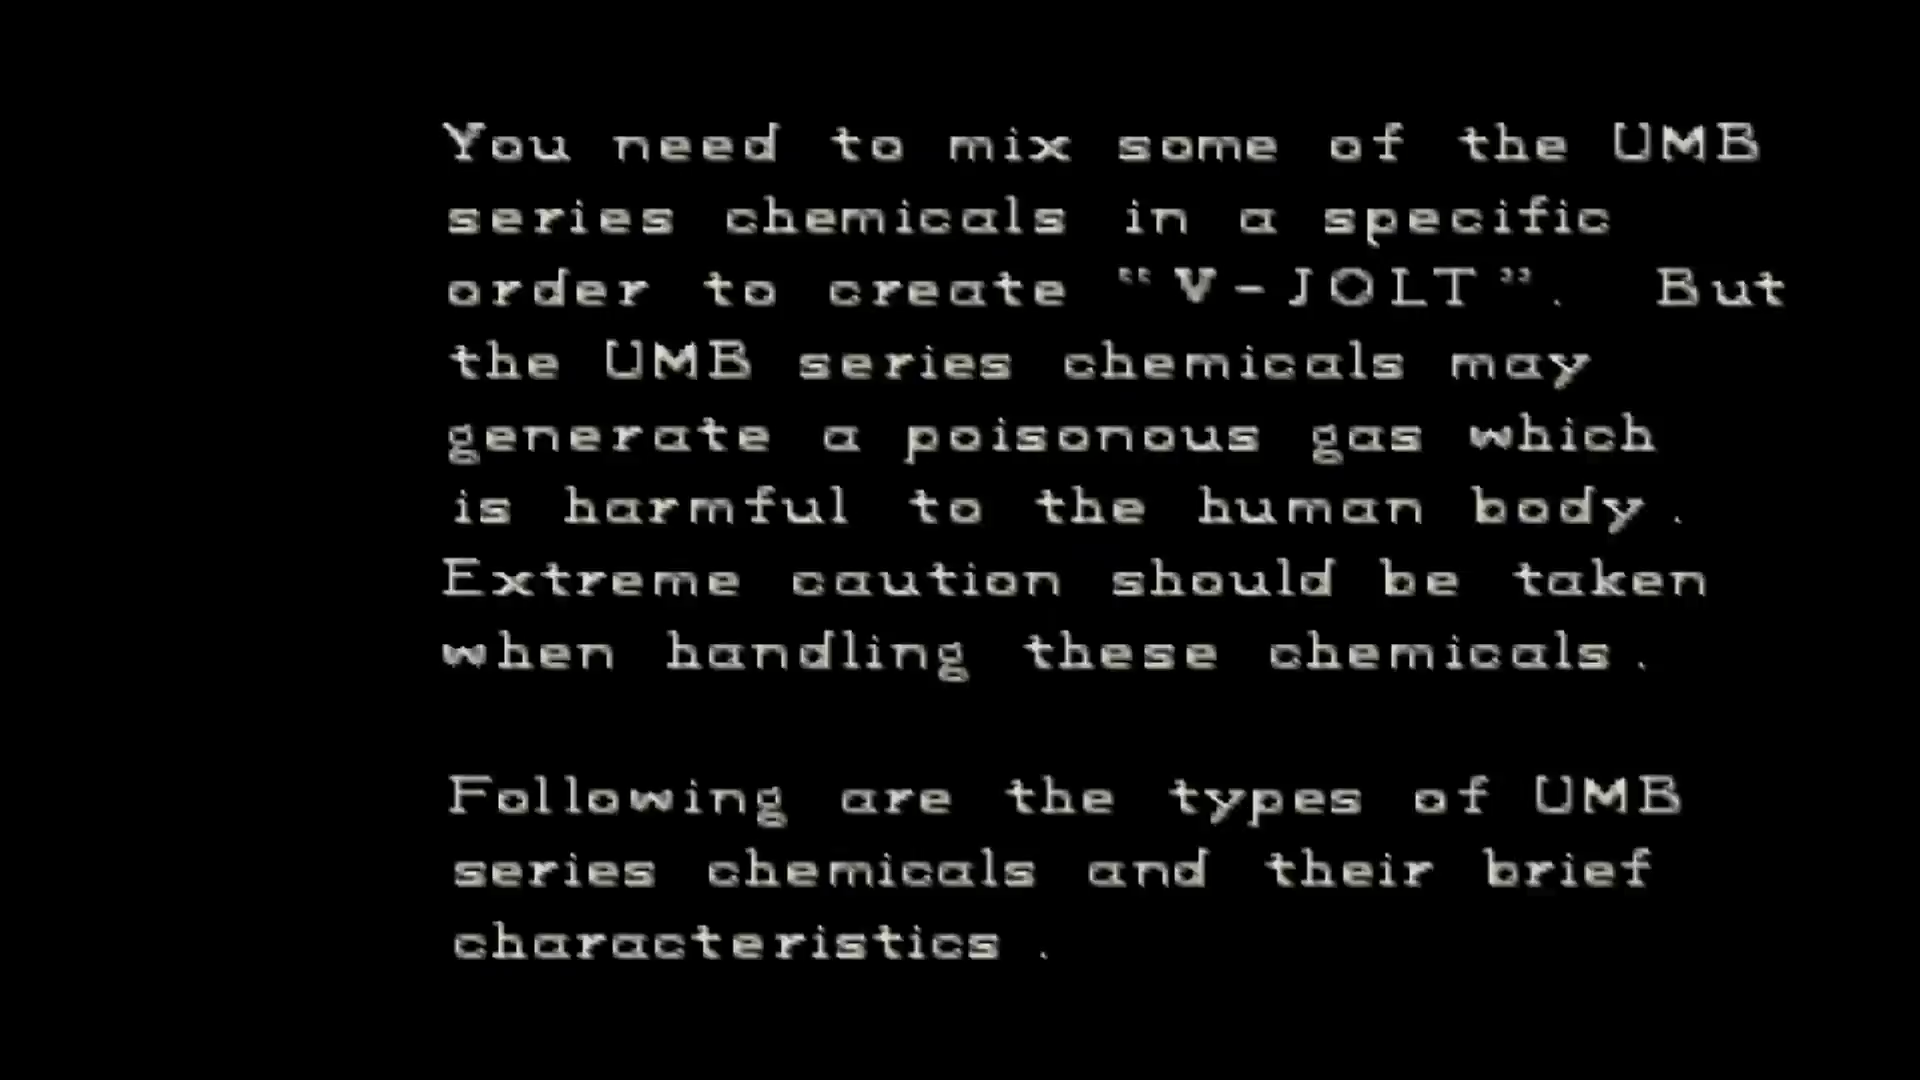 You need to mix some of the UMB
series chemicals in a specific
order to create “V-JOLT”. But
the UMB series chemicals may
generate a poisonous gas which
is harmful to the human body.
Extreme caution should be taken
when handling these chemicals.
Following are the types of UMB
series chemicals and their brief
characteristics.